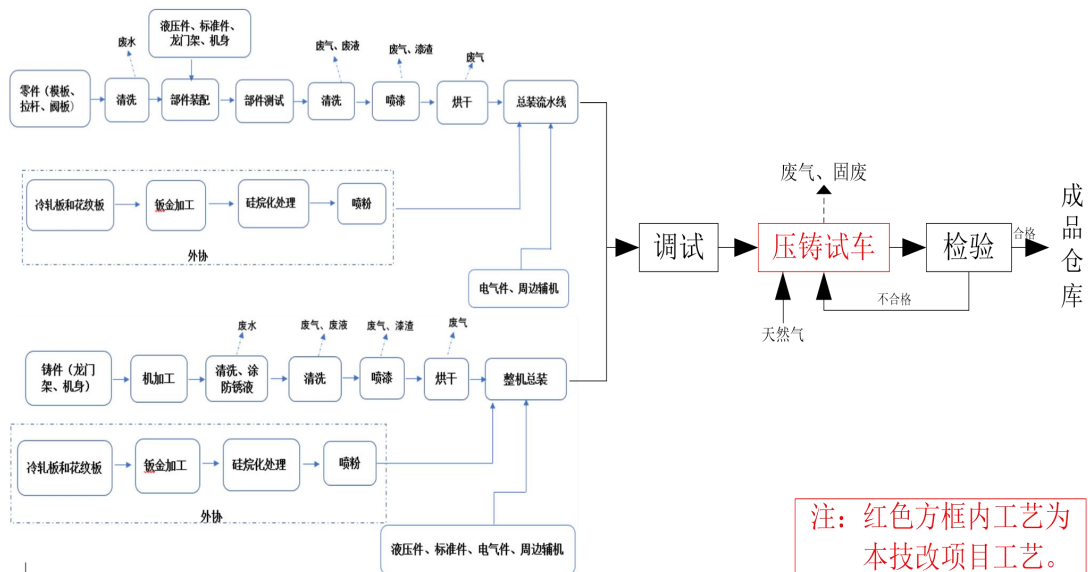 液压件、标准件、
龙门架、机身
废水
废气、废液
废气、漆渣
废气
零件（模板、
拉杆、阀板）
清洗
部件装配
部件测试
清洗
喷漆
烘干
总装流水线
冷轧板和花纹板
钣金加工
硅烷化处理
喷粉
外协
电气件、周边辅机
废水
废气、废液
废气、漆渣
废气
铸件（龙门
架、机身）
机加工
清洗、涂
防锈液
清洗
喷漆
烘干
整机总装
冷轧板和花纹板
钣金加工
硅烷化处理
喷粉
外协
液压件、标准件、电气件、周边辅机
调试
废气、固废
压铸试车
天然气
检验
合格
不合格
成
品
仓
库
注：红色方框内工艺为
本技改项目工艺。